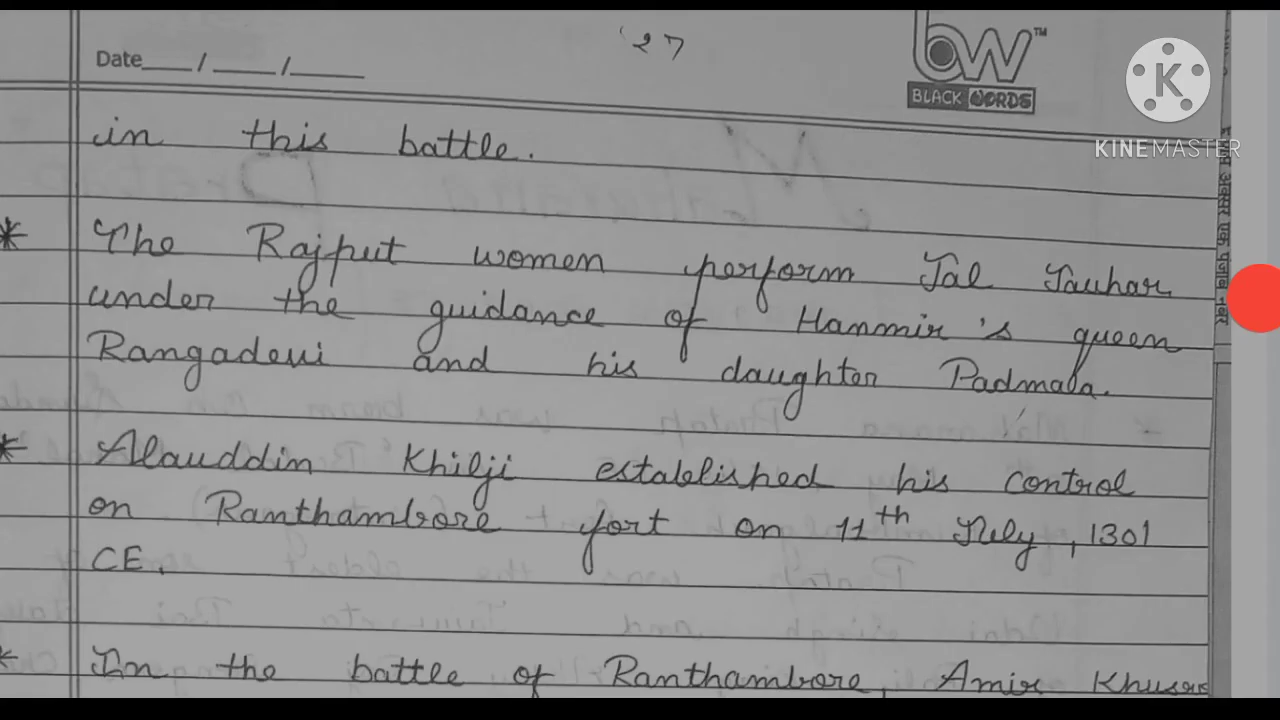 27
Date___/___/___
bw™
BLACK WORDS
K
KINEMASTER
in this battle.
* The Rajput women perform Jal Jauhar
under the guidance of Hammir's queen
Rangadevi and his daughter Padmala.
* Alauddin Khilji established his control
on Ranthambore fort on 11th July, 1301
CE.
* In the battle of Ranthambore, Amir Khusro